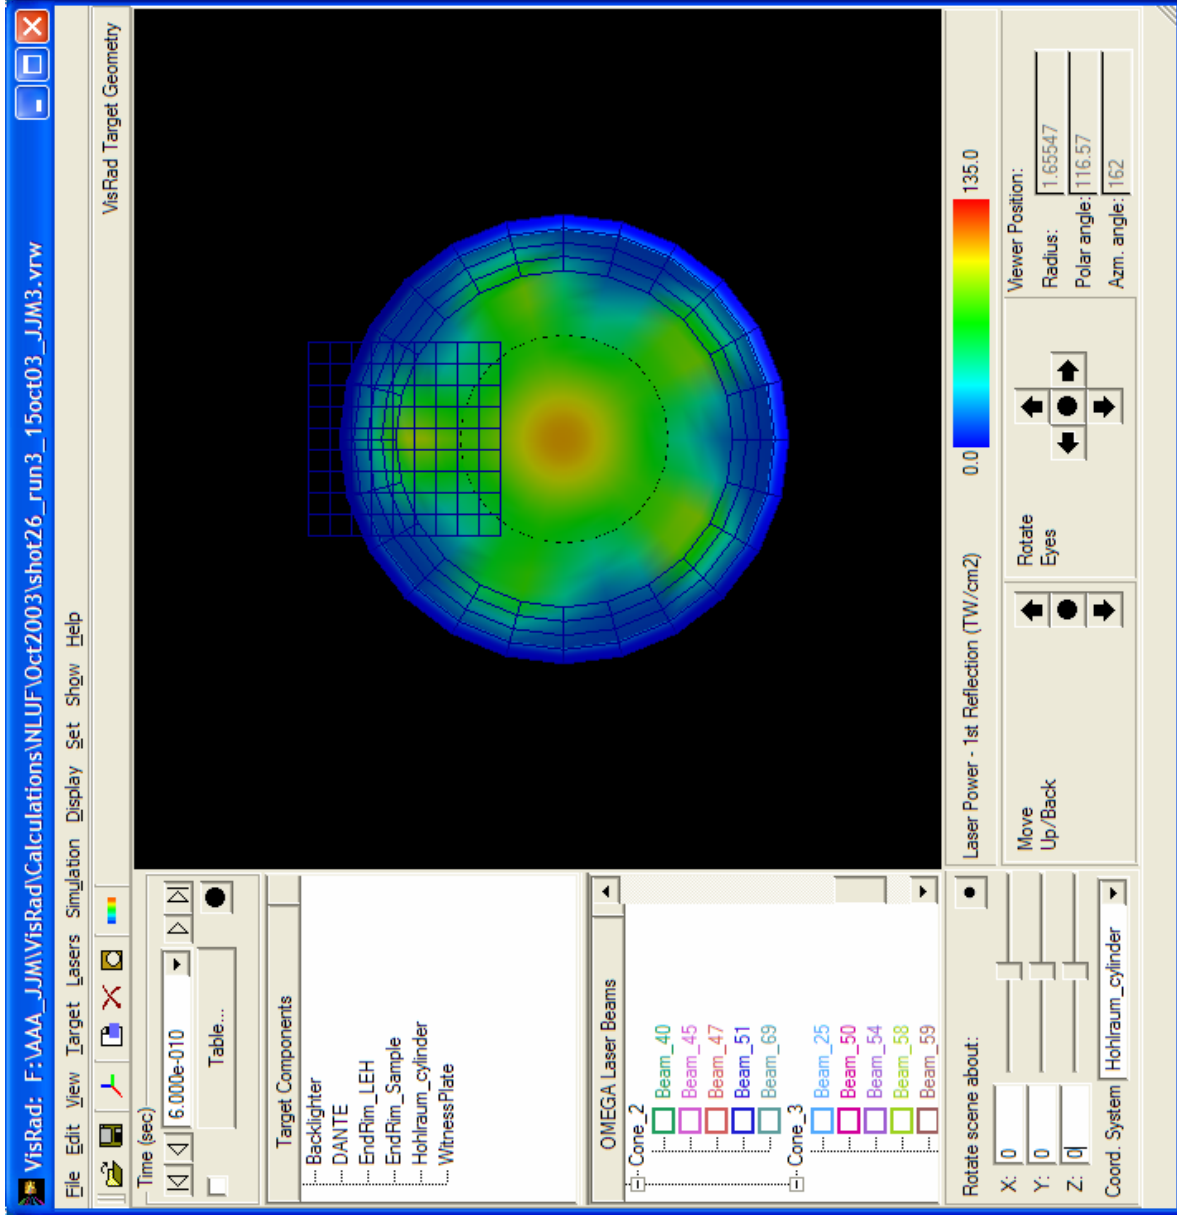 VisRad: F:\AAA_JJM\VisRad\Calculations\NLUF\Oct2003\shot26_run3_15oct03_JJM3.vrw
File Edit View Target Lasers Simulation Display Set Show Help
VisRad Target Geometry
Time (sec)
6.000e-010
Table...
Target Components
Backlighter
DANTE
EndRim_LEH
EndRim_Sample
Hohlraum_cylinder
WitnessPlate
OMEGA Laser Beams
Cone_2
Beam_40
Beam_45
Beam_47
Beam_51
Beam_69
Cone_3
Beam_25
Beam_50
Beam_54
Beam_58
Beam_59
Laser Power - 1st Reflection (TW/cm2) 0.0 135.0
Rotate scene about:
X: 0
Y: 0
Z: 0
Coord. System Hohlraum_cylinder
Move
Up/Back
Rotate
Eyes
Viewer Position:
Radius: 1.65547
Polar angle: 116.57
Azm. angle: 162